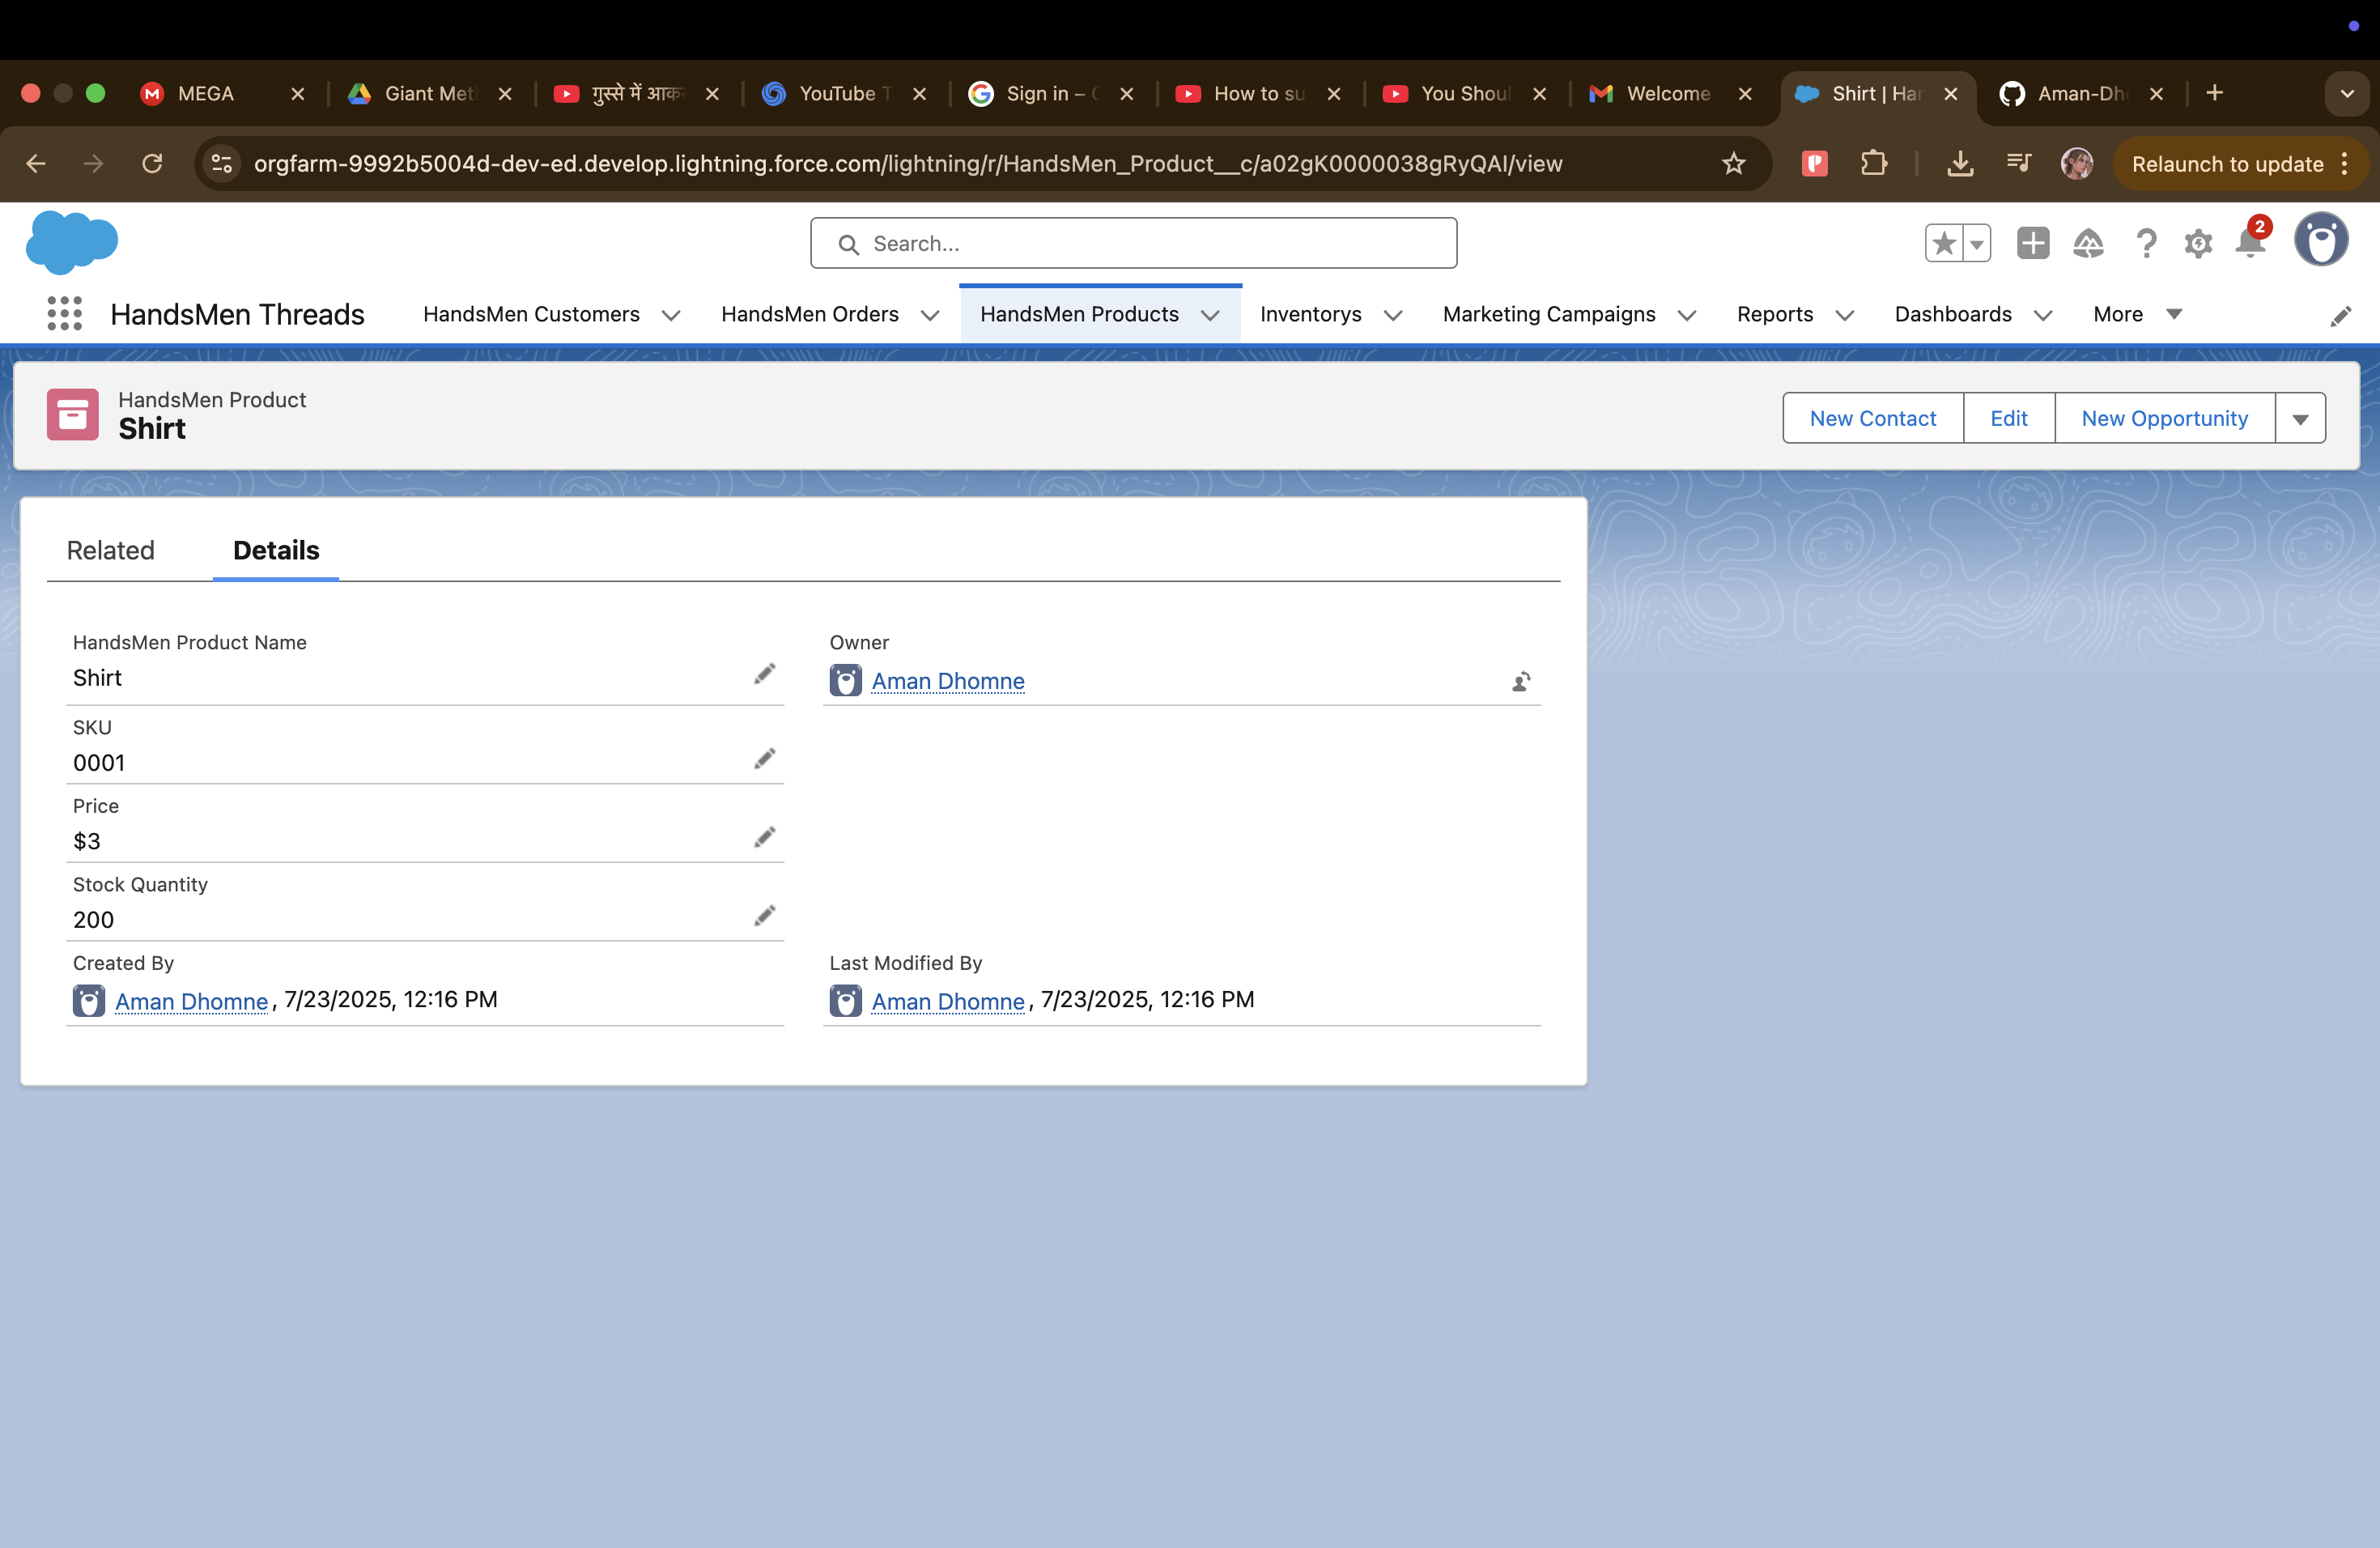 MEGA
Giant Met
गुस्से में आक
YouTube T
Sign in – G
How to su
You Shoul
Welcome
Shirt | Har
Aman-Dho
orgfarm-9992b5004d-dev-ed.develop.lightning.force.com/lightning/r/HandsMen_Product__c/a02gK0000038gRyQAI/view
Relaunch to update
Search...
2
HandsMen Threads
HandsMen Customers
HandsMen Orders
HandsMen Products
Inventorys
Marketing Campaigns
Reports
Dashboards
More
HandsMen Product
Shirt
New Contact
Edit
New Opportunity
Related
Details
HandsMen Product Name
Shirt
Owner
Aman Dhomne
SKU
0001
Price
$3
Stock Quantity
200
Created By
Aman Dhomne, 7/23/2025, 12:16 PM
Last Modified By
Aman Dhomne, 7/23/2025, 12:16 PM